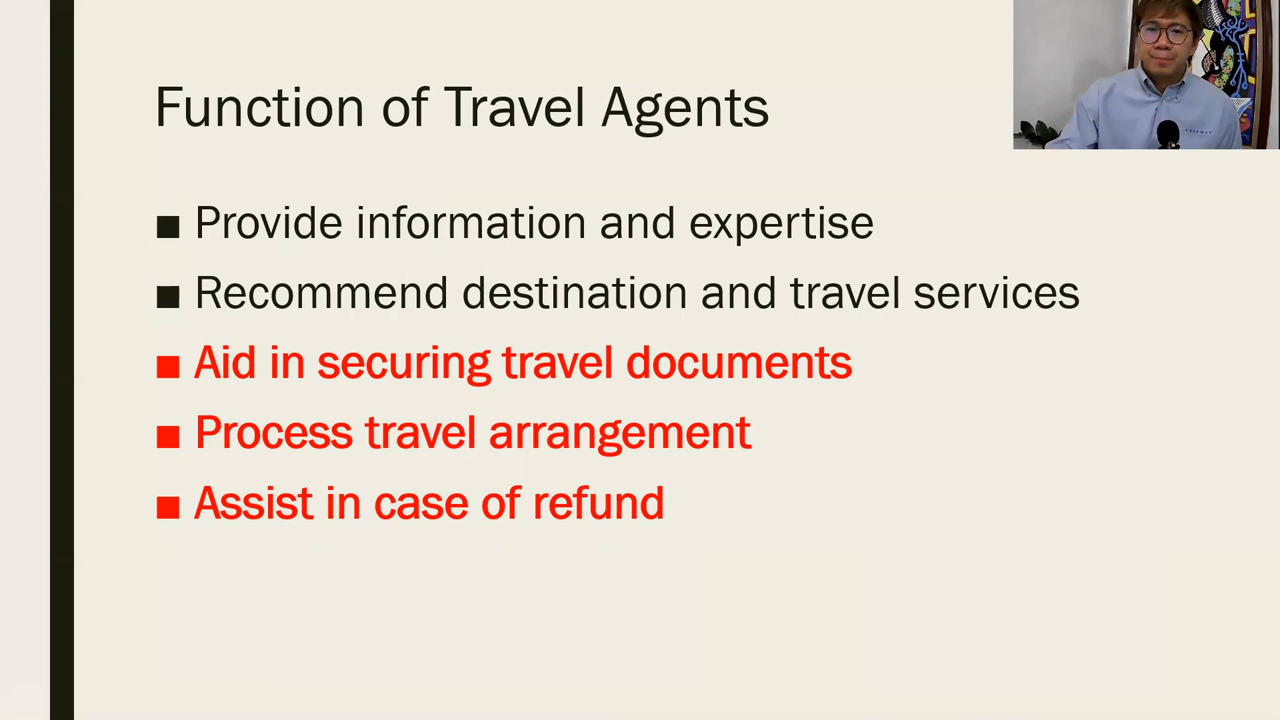 Function of Travel Agents
■ Provide information and expertise
■ Recommend destination and travel services
■ Aid in securing travel documents
■ Process travel arrangement
■ Assist in case of refund